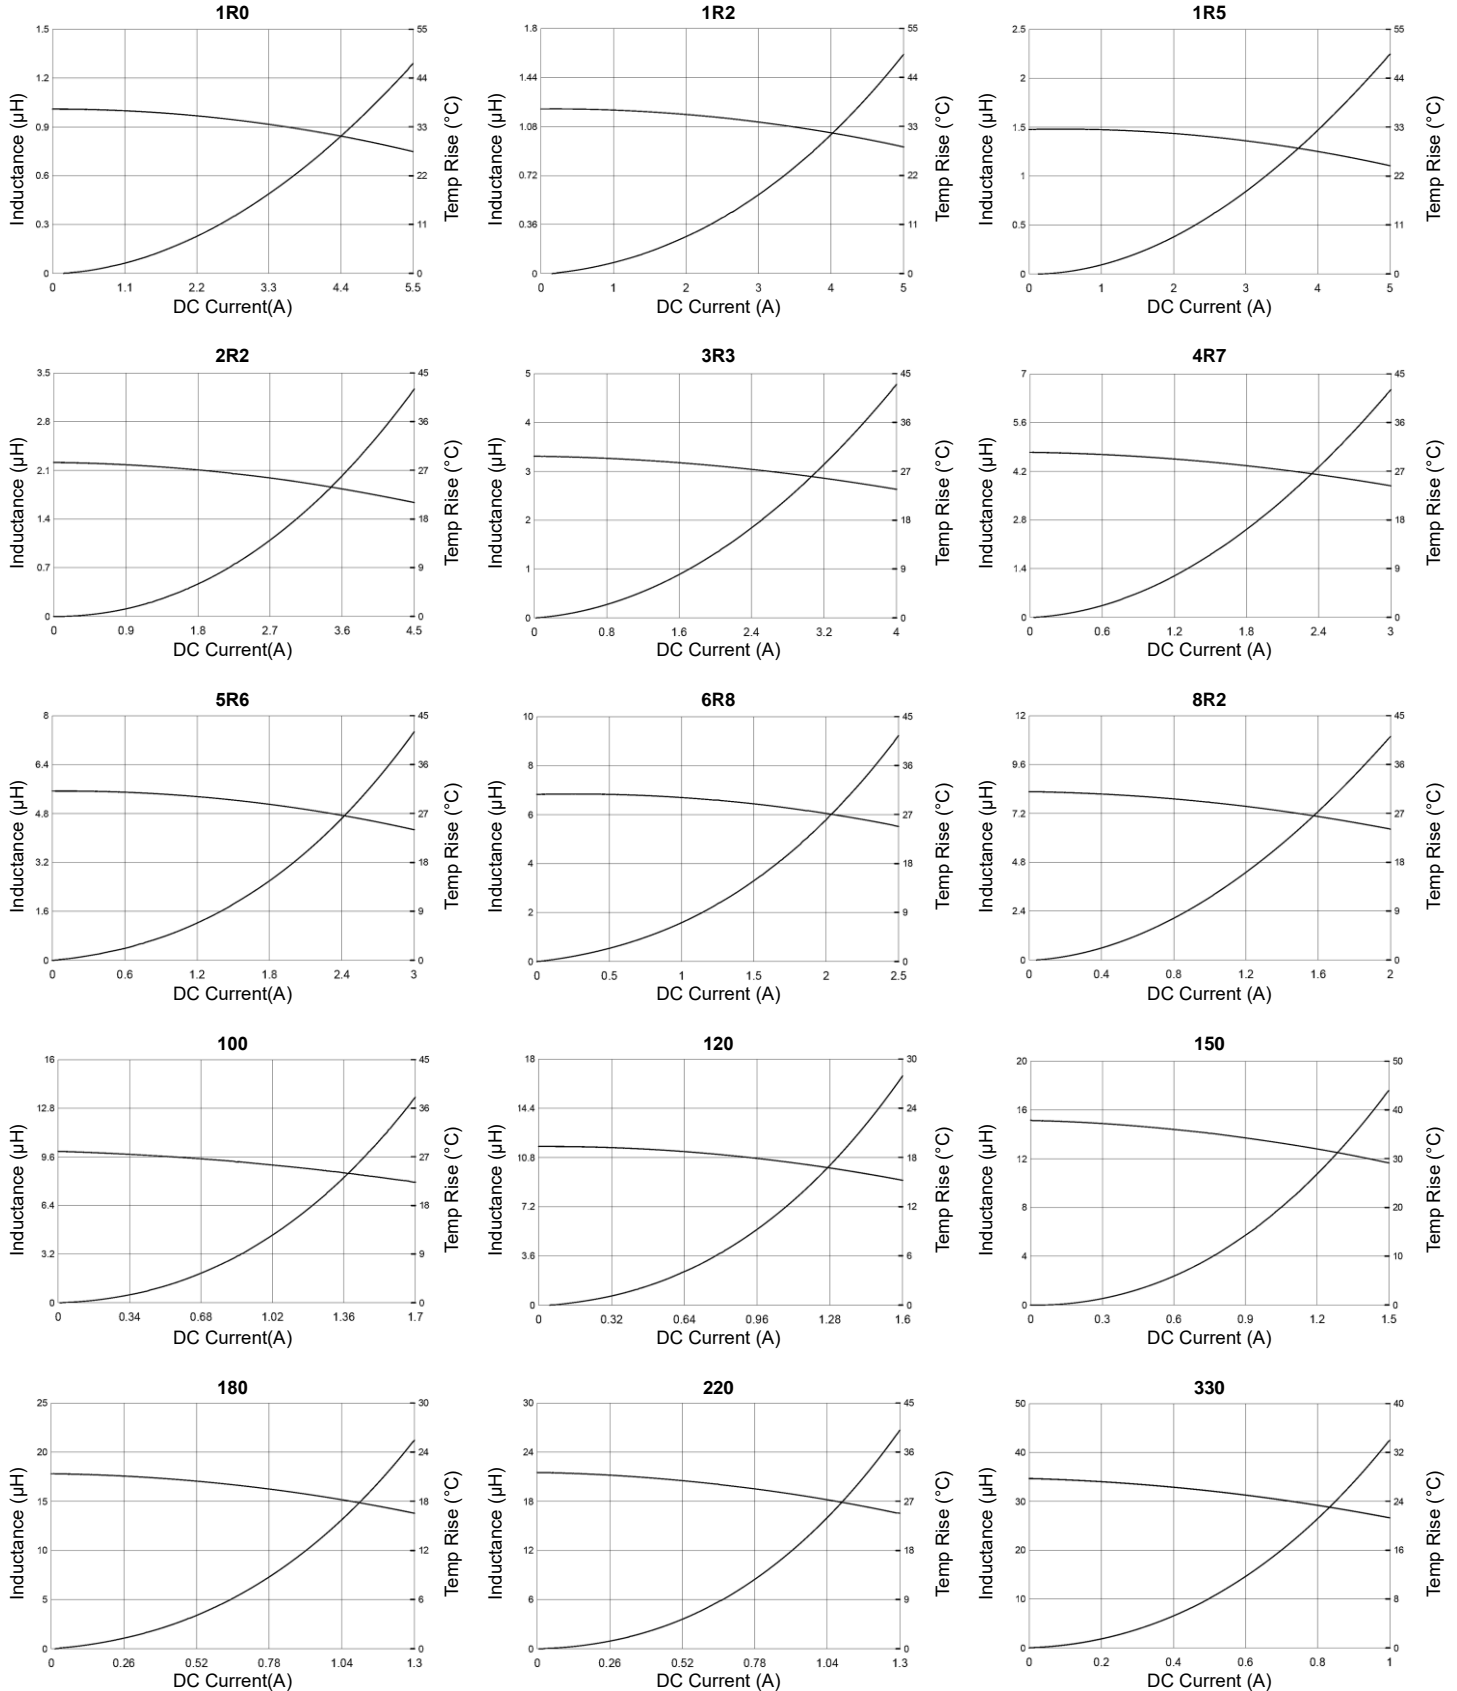 1R0
1.5
1.2
0.9
0.6
0.3
0
55
44
33
22
11
0
0 1.1 2.2 3.3 4.4 5.5
Inductance (μH)
Temp Rise (°C)
DC Current(A)
1R2
1.8
1.44
1.08
0.72
0.36
0
55
44
33
22
11
0
0 1 2 3 4 5
Inductance (μH)
Temp Rise (°C)
DC Current (A)
1R5
2.5
2
1.5
1
0.5
0
55
44
33
22
11
0
0 1 2 3 4 5
Inductance (μH)
Temp Rise (°C)
DC Current (A)
2R2
3.5
2.8
2.1
1.4
0.7
0
45
36
27
18
9
0
0 0.9 1.8 2.7 3.6 4.5
Inductance (μH)
Temp Rise (°C)
DC Current(A)
3R3
5
4
3
2
1
0
45
36
27
18
9
0
0 0.8 1.6 2.4 3.2 4
Inductance (μH)
Temp Rise (°C)
DC Current (A)
4R7
7
5.6
4.2
2.8
1.4
0
45
36
27
18
9
0
0 0.6 1.2 1.8 2.4 3
Inductance (μH)
Temp Rise (°C)
DC Current (A)
5R6
8
6.4
4.8
3.2
1.6
0
45
36
27
18
9
0
0 0.6 1.2 1.8 2.4 3
Inductance (μH)
Temp Rise (°C)
DC Current(A)
6R8
10
8
6
4
2
0
45
36
27
18
9
0
0 0.5 1 1.5 2 2.5
Inductance (μH)
Temp Rise (°C)
DC Current (A)
8R2
12
9.6
7.2
4.8
2.4
0
45
36
27
18
9
0
0 0.4 0.8 1.2 1.6 2
Inductance (μH)
Temp Rise (°C)
DC Current (A)
100
16
12.8
9.6
6.4
3.2
0
45
36
27
18
9
0
0 0.34 0.68 1.02 1.36 1.7
Inductance (μH)
Temp Rise (°C)
DC Current(A)
120
18
14.4
10.8
7.2
3.6
0
30
24
18
12
6
0
0 0.32 0.64 0.96 1.28 1.6
Inductance (μH)
Temp Rise (°C)
DC Current (A)
150
20
16
12
8
4
0
50
40
30
20
10
0
0 0.3 0.6 0.9 1.2 1.5
Inductance (μH)
Temp Rise (°C)
DC Current (A)
180
25
20
15
10
5
0
30
24
18
12
6
0
0 0.26 0.52 0.78 1.04 1.3
Inductance (μH)
Temp Rise (°C)
DC Current(A)
220
30
24
18
12
6
0
45
36
27
18
9
0
0 0.26 0.52 0.78 1.04 1.3
Inductance (μH)
Temp Rise (°C)
DC Current (A)
330
50
40
30
20
10
0
40
32
24
16
8
0
0 0.2 0.4 0.6 0.8 1
Inductance (μH)
Temp Rise (°C)
DC Current (A)